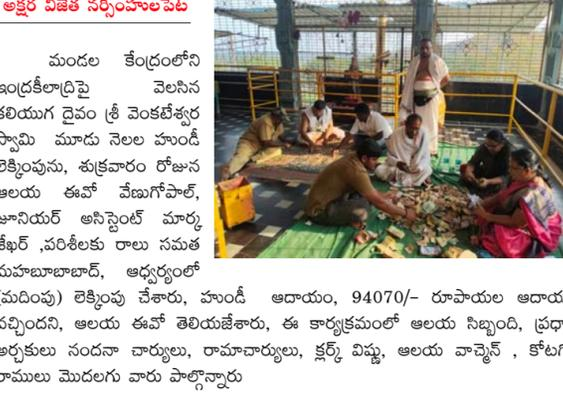 అక్షర విజేత నర్సింహులపేట
మండల కేంద్రంలోని
ఇంద్రకీలాద్రిపై వెలసిన
కలియుగ దైవం శ్రీ వెంకటేశ్వర
స్వామి మూడు నెలల హుండీ
లెక్కింపును, శుక్రవారం రోజున
ఆలయ ఈవో వేణుగోపాల్,
జూనియర్ అసిస్టెంట్ మార్క
శేఖర్ ,పరిశీలకు రాలు సమత
మహబూబాబాద్, ఆధ్వర్యంలో
(మదింపు) లెక్కింపు చేశారు, హుండీ ఆదాయం, 94070/– రూపాయల ఆదాయ
వచ్చిందని, ఆలయ ఈవో తెలియజేశారు, ఈ కార్యక్రమంలో ఆలయ సిబ్బంది, ప్రధా
అర్చకులు నందనా చార్యులు, రామాచార్యులు, క్లర్క్ విష్ణు, ఆలయ వాచ్మెన్ , కోటగి
రాములు మొదలగు వారు పాల్గొన్నారు